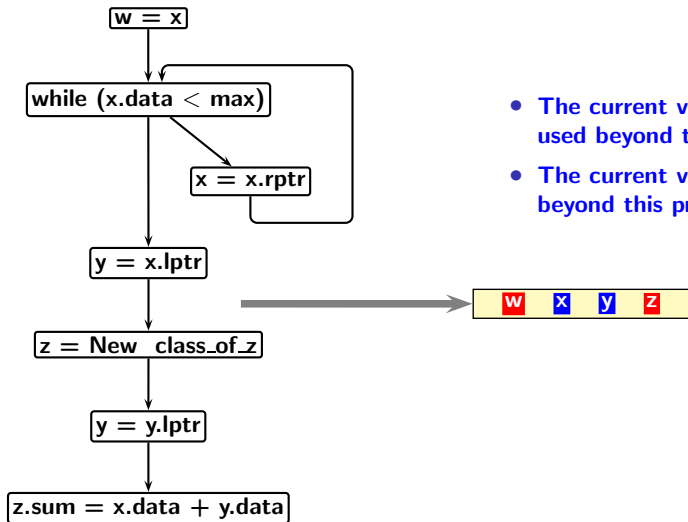 w = x
while (x.data < max)
x = x.rptr
y = x.lptr
z = New class_of_z
y = y.lptr
z.sum = x.data + y.data
• The current
used beyond
• The current
beyond this
w x y z